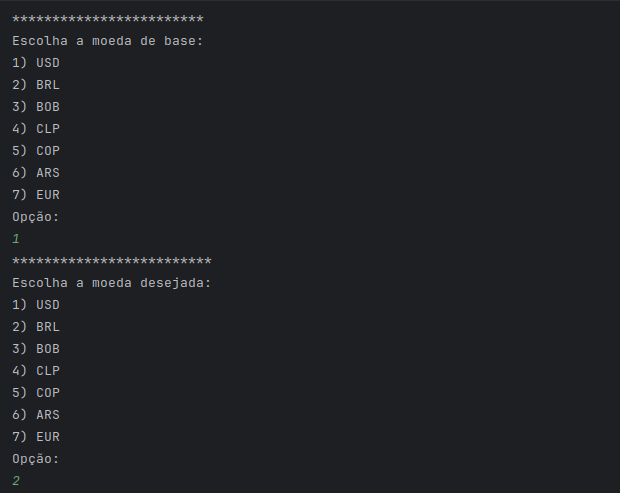 ************************
Escolha a moeda de base:
1) USD
2) BRL
3) BOB
4) CLP
5) COP
6) ARS
7) EUR
Opção:
1
*************************
Escolha a moeda desejada:
1) USD
2) BRL
3) BOB
4) CLP
5) COP
6) ARS
7) EUR
Opção:
2